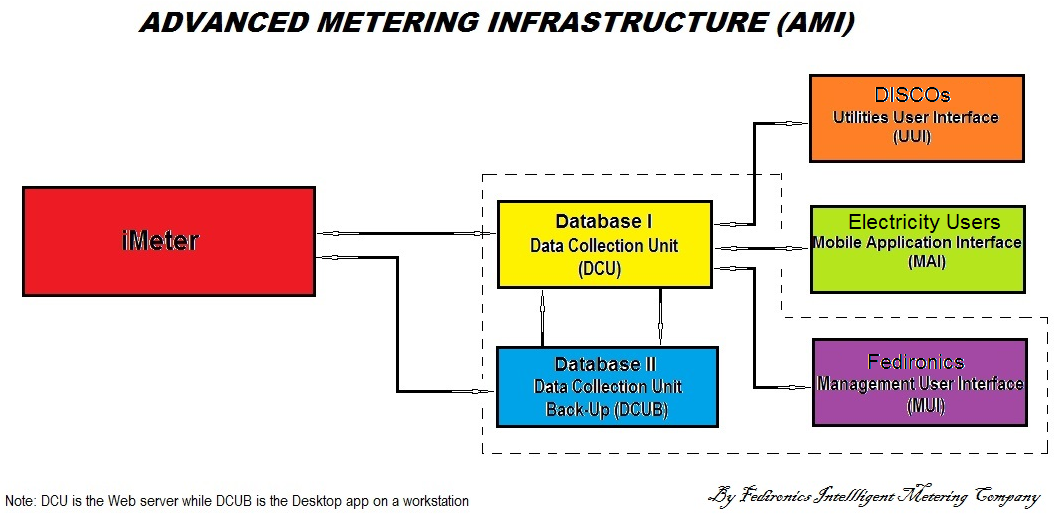 ADVANCED METERING INFRASTRUCTURE (AMI)
DISCOs
Utilities User Interface
(UUI)
iMeter
Database I
Data Collection Unit
(DCU)
Electricity Users
Mobile Application Interface
(MAI)
Database II
Data Collection Unit
Back-Up (DCUB)
Fedironics
Management User Interface
(MUI)
Note: DCU is the Web server while DCUB is the Desktop app on a workstation
By Fedironics Intellligent Metering Company